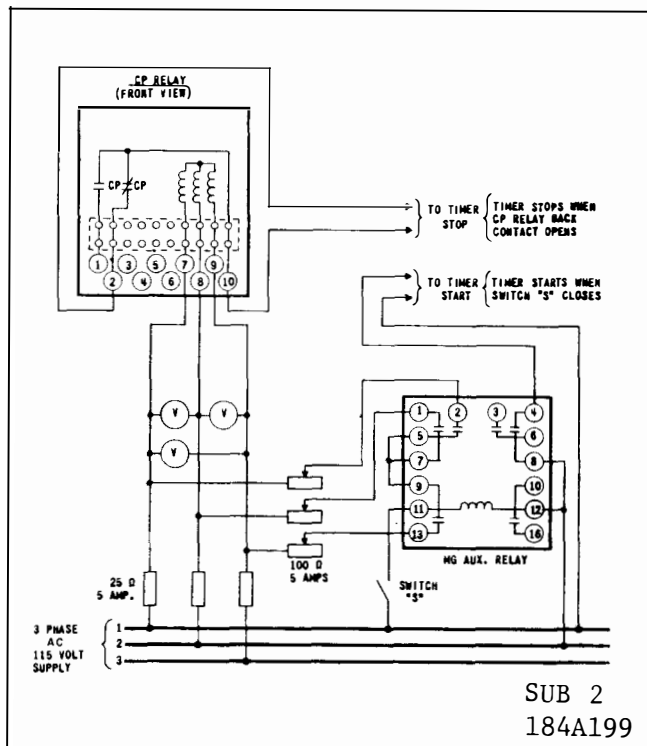 CP RELAY
(FRONT VIEW)
CP
CP
1
3
5
7
9
2
4
6
8
10
TO TIMER
STOP
TIMER STOPS WHEN
CP RELAY BACK
CONTACT OPENS
TO TIMER
START
TIMER STARTS WHEN
SWITCH "S" CLOSES
V
V
V
1
2
3
4
5
6
7
8
9
10
11
12
13
16
MG AUX. RELAY
100 Ω
5 AMPS
25 Ω
5 AMP.
SWITCH
"S"
3 PHASE
AC
115 VOLT
SUPPLY
1
2
3
SUB 2
184A199